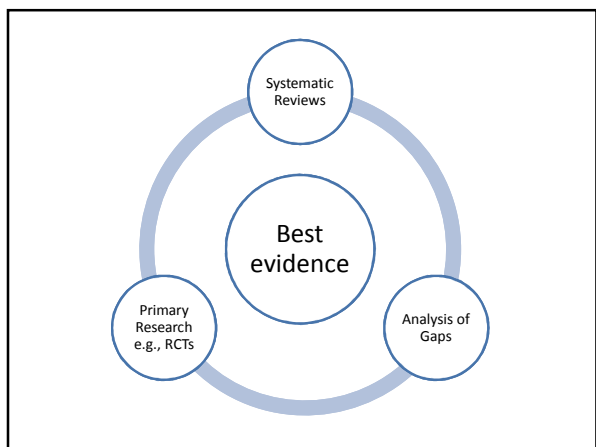 Systematic
Reviews
Best
evidence
Primary
Research
e.g., RCTs
Analysis of
Gaps